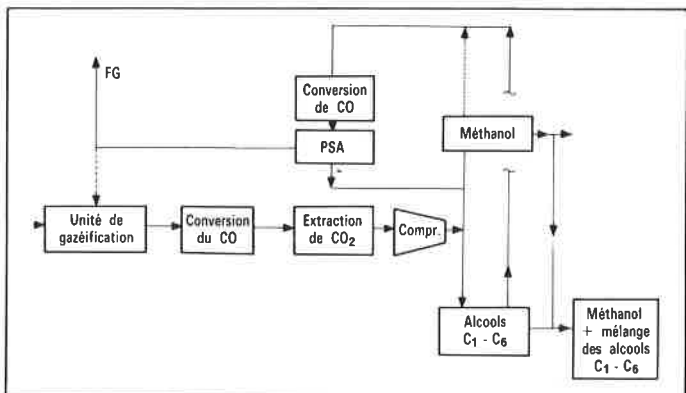 FG
Conversion
de CO
PSA
Méthanol
Unité de
gazéification
Conversion
du CO
Extraction
de CO₂
Compr.
Alcools
C₁ - C₆
Méthanol
+ mélange
des alcools
C₁ - C₆